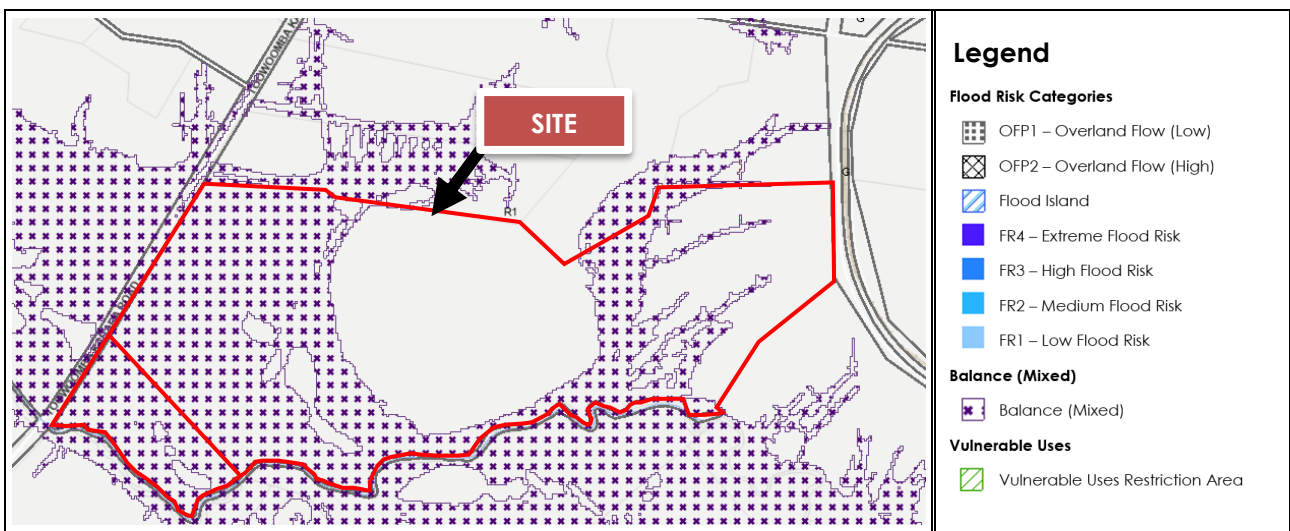 G
SITE
G
R1
Legend
Flood Risk Categories
OFP1 – Overland Flow (Low)
OFP2 – Overland Flow (High)
Flood Island
FR4 – Extreme Flood Risk
FR3 – High Flood Risk
FR2 – Medium Flood Risk
FR1 – Low Flood Risk
Balance (Mixed)
Balance (Mixed)
Vulnerable Uses
Vulnerable Uses Restriction Area